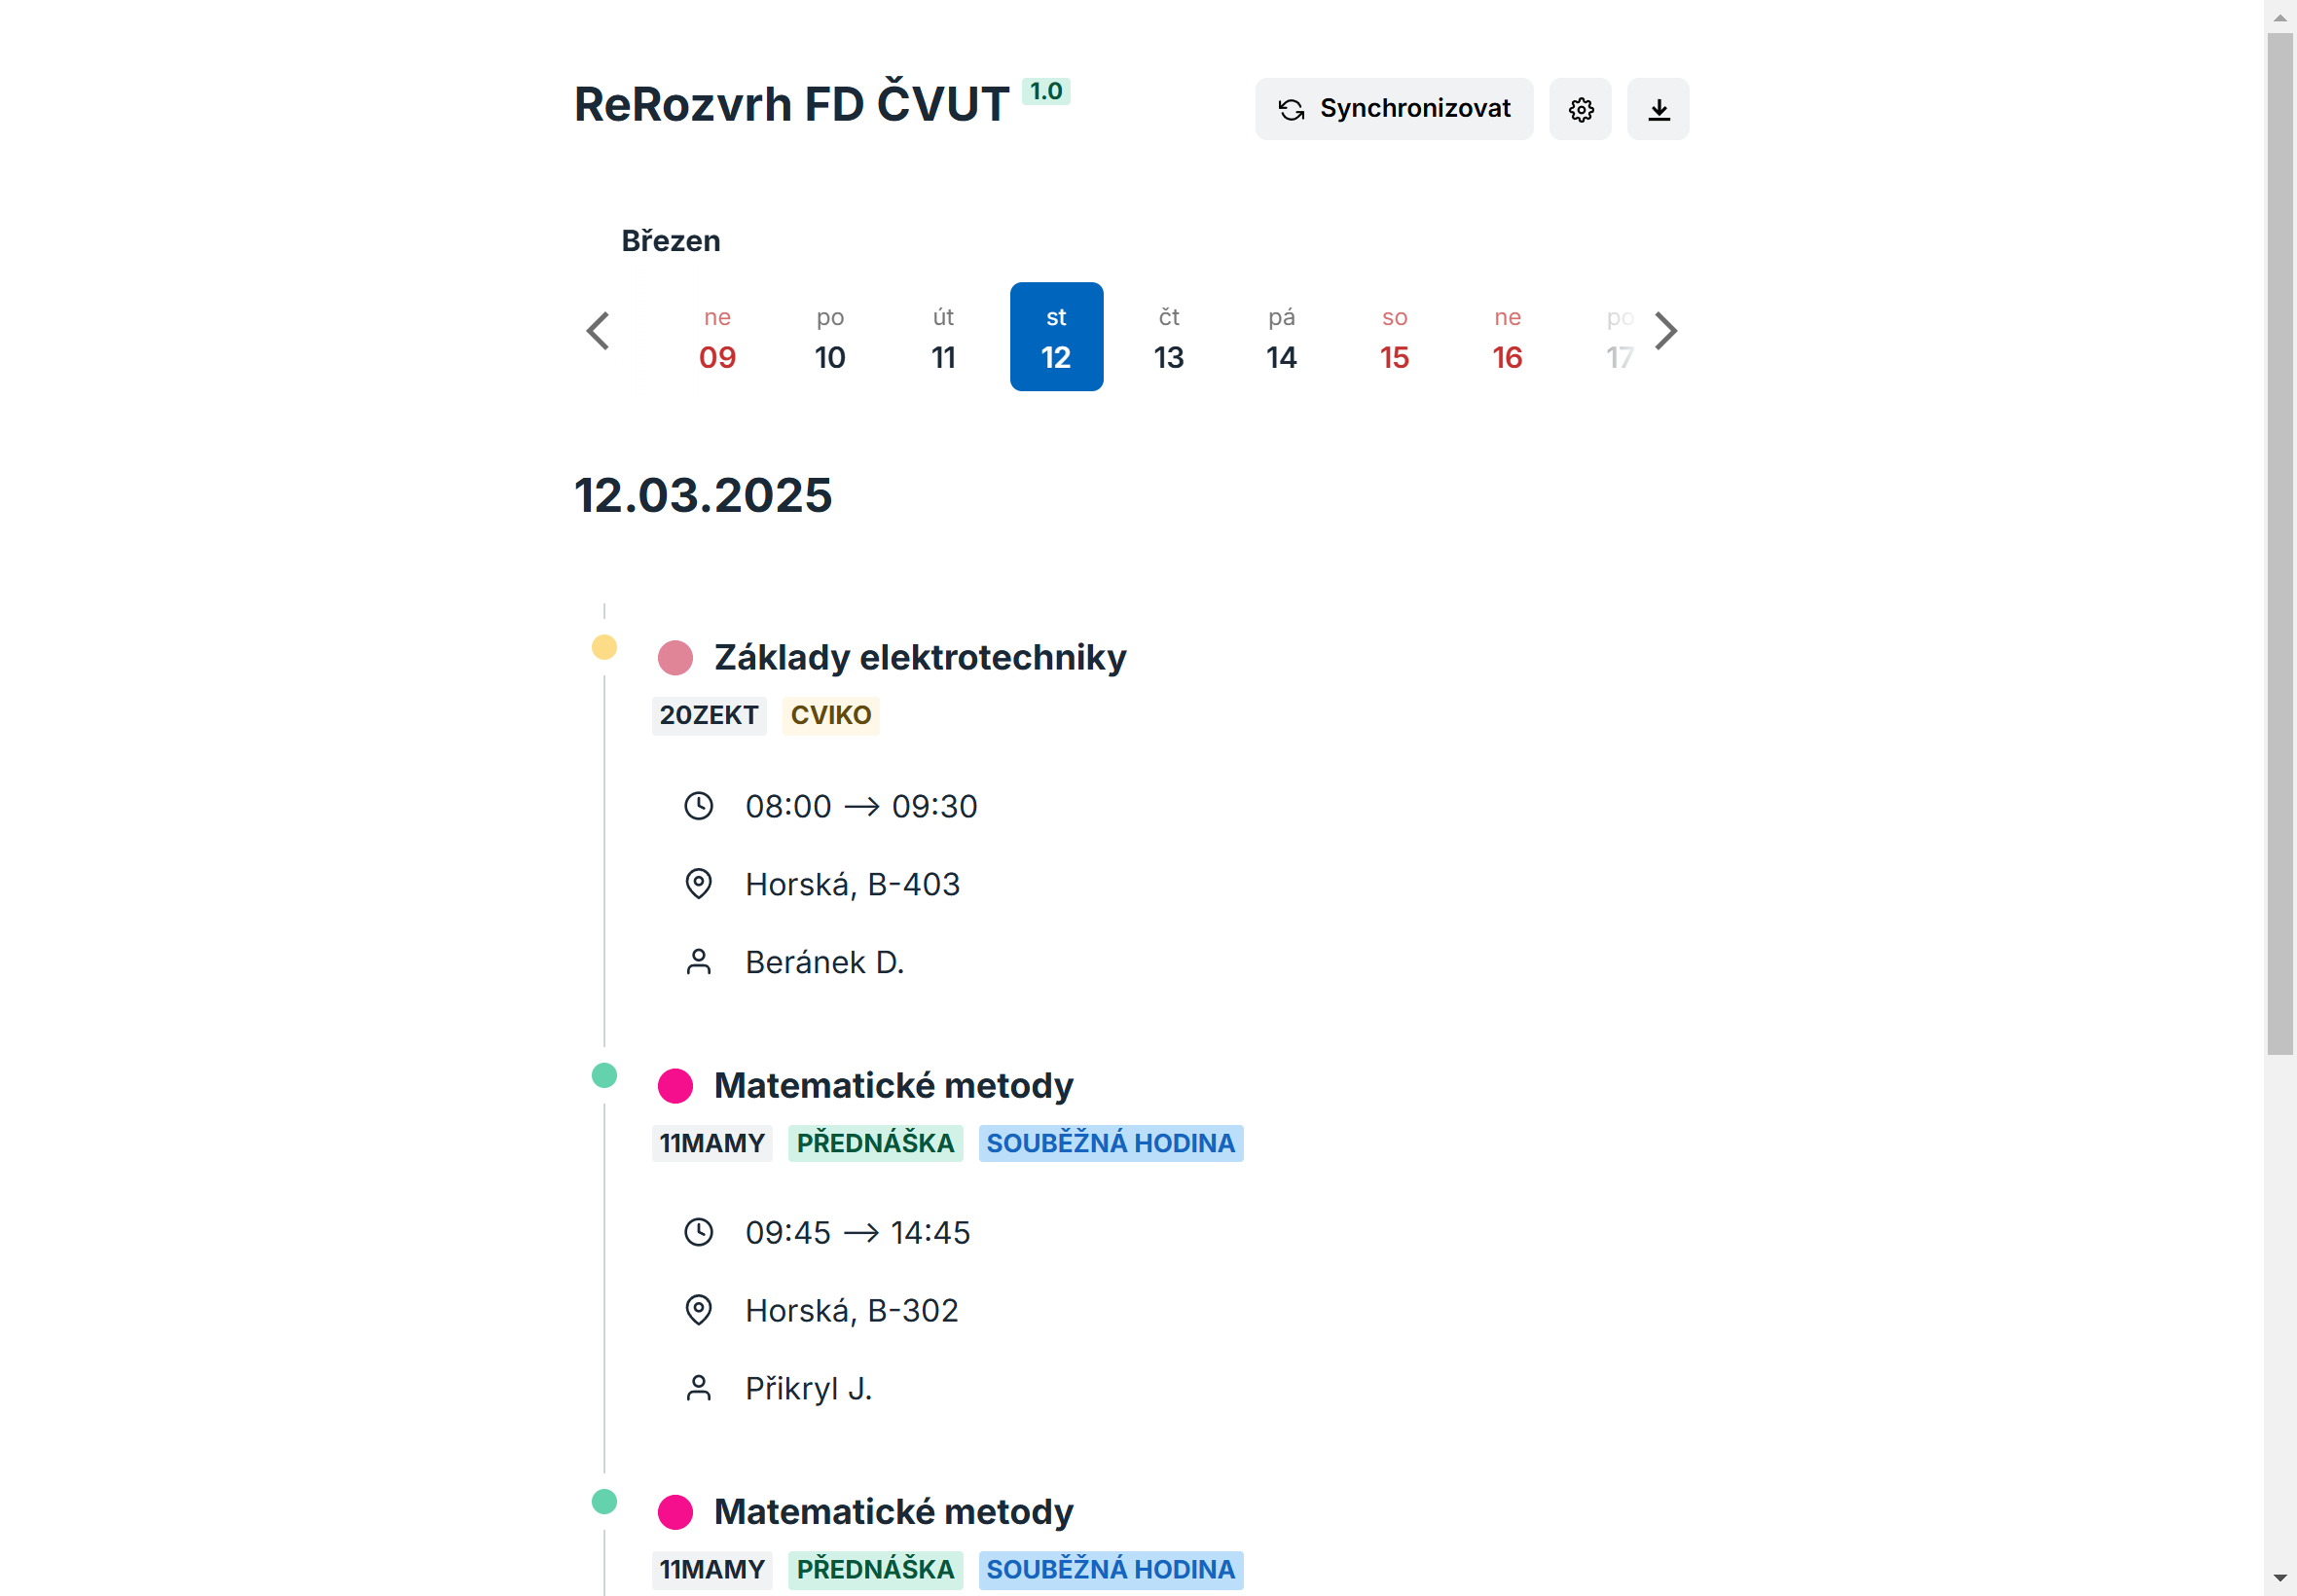 ReRozvrh FD ČVUT 1.0
Synchronizovat
Březen
ne po út st čt pá so ne po
09 10 11 12 13 14 15 16 17
12.03.2025
Základy elektrotechniky
20ZEKT CVIKO
08:00 → 09:30
Horská, B-403
Beránek D.
Matematické metody
11MAMY PŘEDNÁŠKA SOUBĚŽNÁ HODINA
09:45 → 14:45
Horská, B-302
Přikryl J.
Matematické metody
11MAMY PŘEDNÁŠKA SOUBĚŽNÁ HODINA